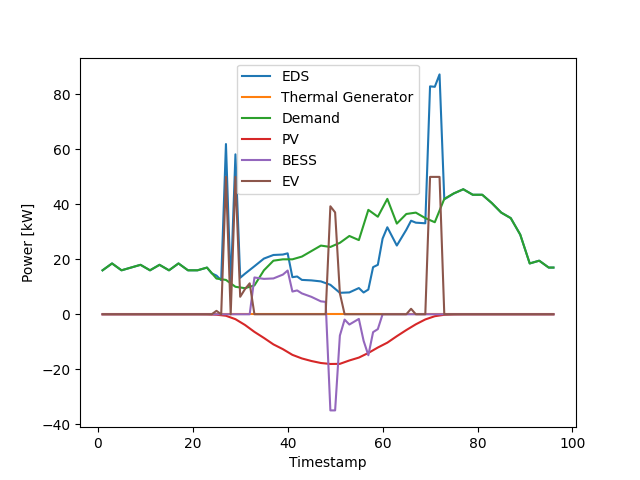 EDS
Thermal Generator
Demand
PV
BESS
EV
Power [kW]
80
60
40
20
0
−20
−40
0 20 40 60 80 100
Timestamp